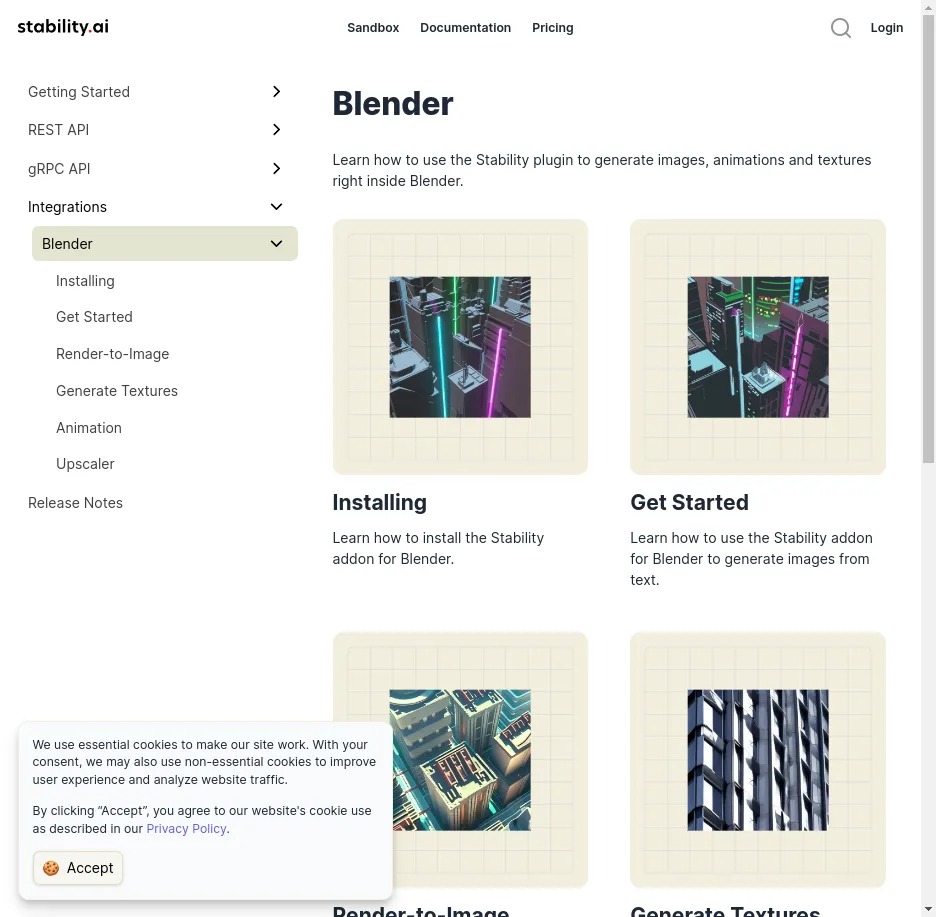 stability.ai
Sandbox
Documentation
Pricing
Login
Getting Started
REST API
gRPC API
Integrations
Blender
Installing
Get Started
Render-to-Image
Generate Textures
Animation
Upscaler
Release Notes
Blender
Learn how to use the Stability plugin to generate images, animations and textures
right inside Blender.
Installing
Learn how to install the Stability
addon for Blender.
Get Started
Learn how to use the Stability addon
for Blender to generate images from
text.
Render-to-Image
Generate Textures
We use essential cookies to make our site work. With your
consent, we may also use non-essential cookies to improve
user experience and analyze website traffic.
By clicking “Accept”, you agree to our website's cookie use
as described in our Privacy Policy.
Accept